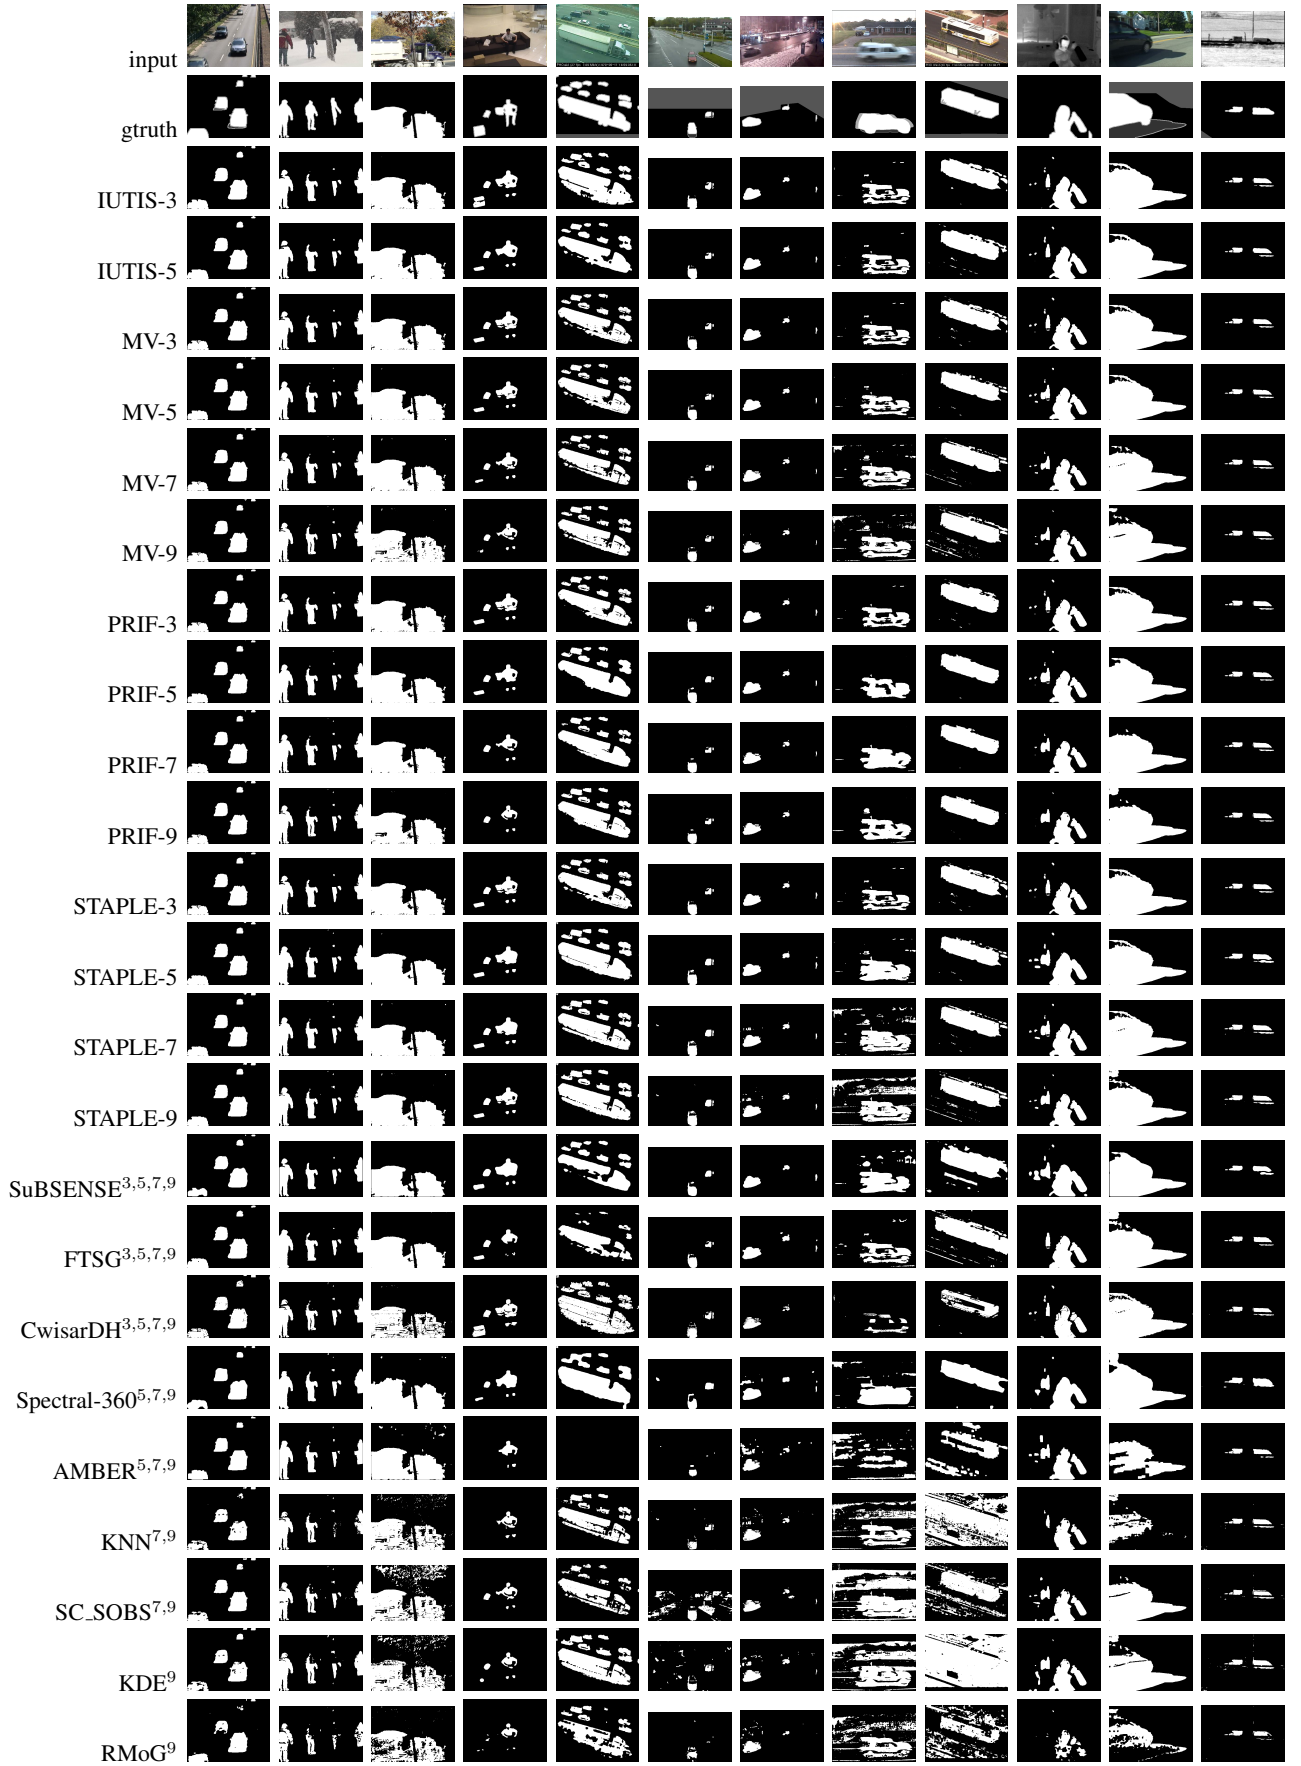 input
gtruth
IUTIS-3
IUTIS-5
MV-3
MV-5
MV-7
MV-9
PRIF-3
PRIF-5
PRIF-7
PRIF-9
STAPLE-3
STAPLE-5
STAPLE-7
STAPLE-9
SuBSENSE3,5,7,9
FTSG3,5,7,9
CwisarDH3,5,7,9
Spectral-3605,7,9
AMBER5,7,9
KNN7,9
SC_SOBS7,9
KDE9
RMoG9